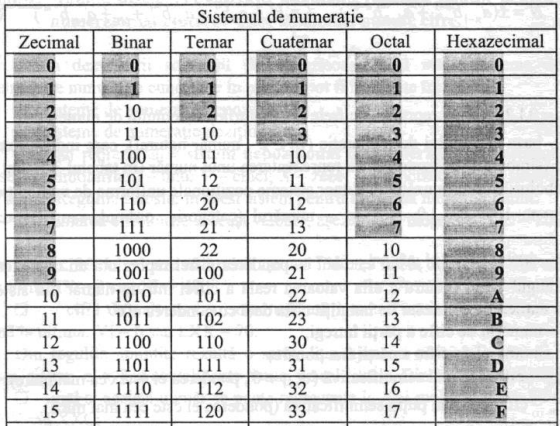 Sistemul de numerație
Zecimal Binar Ternar Cuaternar Octal Hexazecimal
0 0 0 0 0 0
1 1 1 1 1 1
2 10 2 2 2 2
3 11 10 3 3 3
4 100 11 10 4 4
5 101 12 11 5 5
6 110 20 12 6 6
7 111 21 13 7 7
8 1000 22 20 10 8
9 1001 100 21 11 9
10 1010 101 22 12 A
11 1011 102 23 13 B
12 1100 110 30 14 C
13 1101 111 31 15 D
14 1110 112 32 16 E
15 1111 120 33 17 F